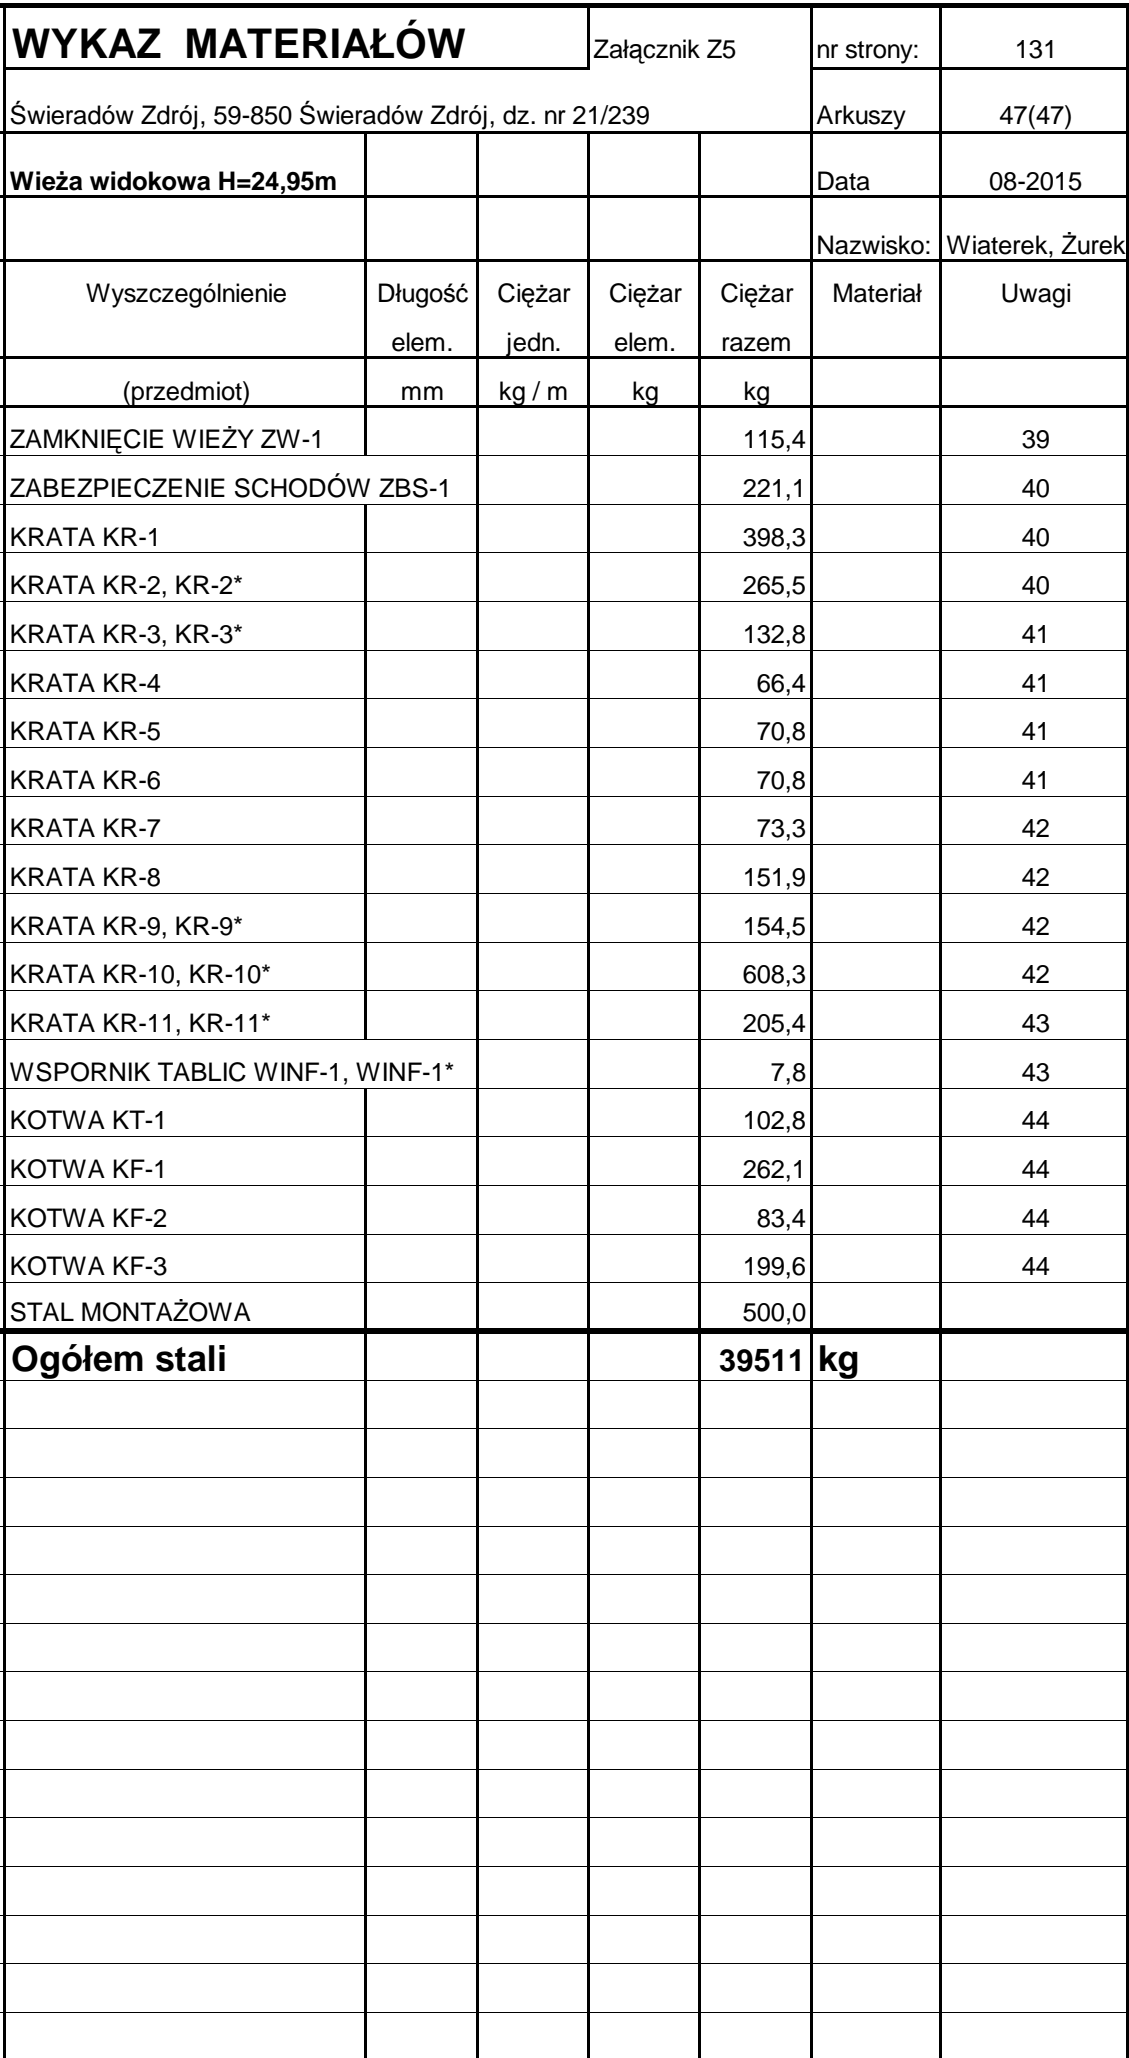 WYKAZ MATERIAŁÓW Załącznik Z5 nr strony: 131
Świeradów Zdrój, 59-850 Świeradów Zdrój, dz. nr 21/239 Arkuszy 47(47)
Wieża widokowa H=24,95m Data 08-2015
Nazwisko: Wiaterek, Żurek
Wyszczególnienie Długość Ciężar Ciężar Ciężar Materiał Uwagi
elem. jedn. elem. razem
(przedmiot) mm kg / m kg kg
ZAMKNIĘCIE WIEŻY ZW-1 115,4 39
ZABEZPIECZENIE SCHODÓW ZBS-1 221,1 40
KRATA KR-1 398,3 40
KRATA KR-2, KR-2* 265,5 40
KRATA KR-3, KR-3* 132,8 41
KRATA KR-4 66,4 41
KRATA KR-5 70,8 41
KRATA KR-6 70,8 41
KRATA KR-7 73,3 42
KRATA KR-8 151,9 42
KRATA KR-9, KR-9* 154,5 42
KRATA KR-10, KR-10* 608,3 42
KRATA KR-11, KR-11* 205,4 43
WSPORNIK TABLIC WINF-1, WINF-1* 7,8 43
KOTWA KT-1 102,8 44
KOTWA KF-1 262,1 44
KOTWA KF-2 83,4 44
KOTWA KF-3 199,6 44
STAL MONTAŻOWA 500,0
Ogółem stali 39511 kg